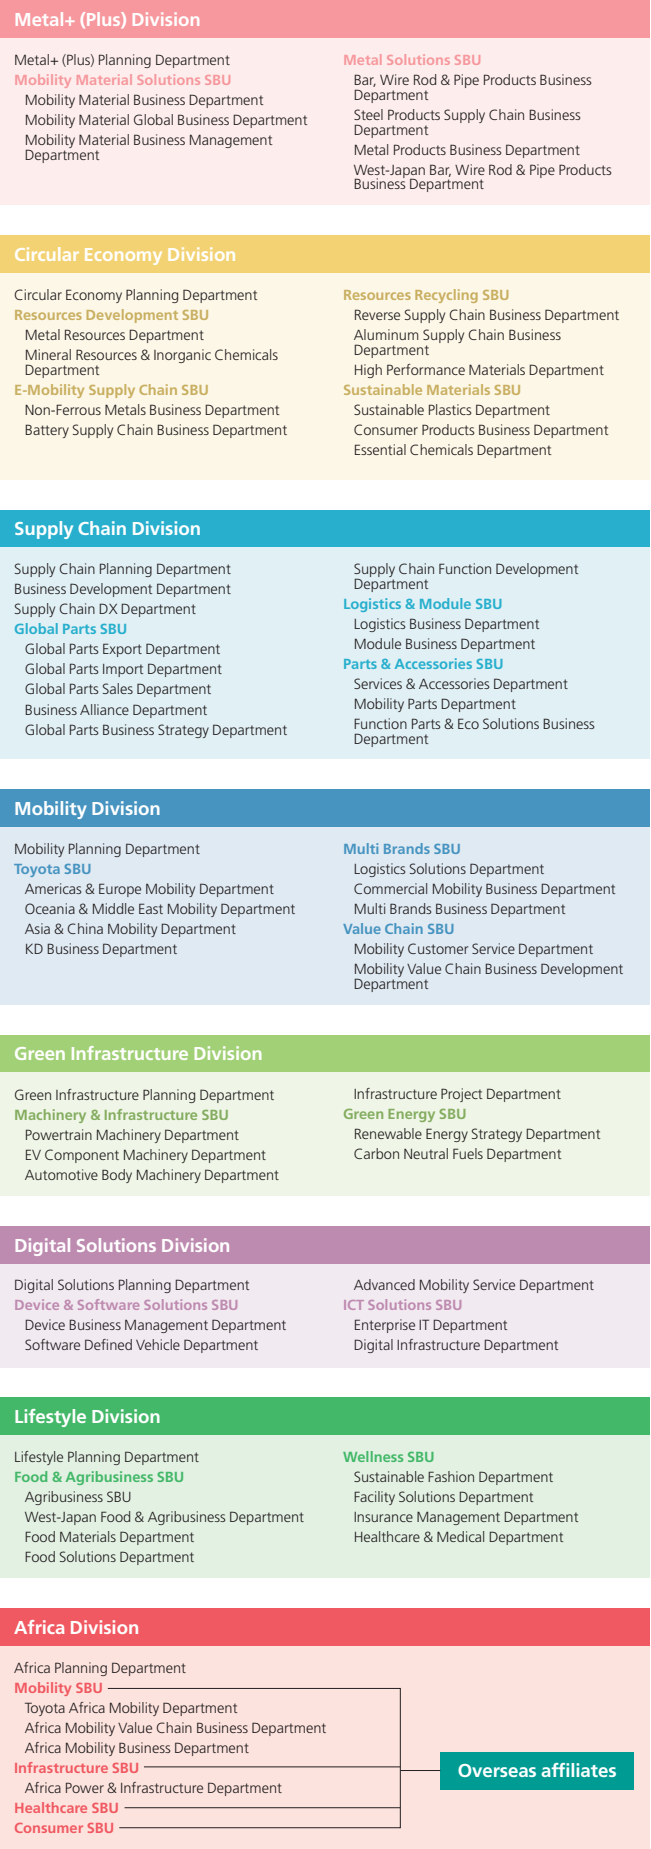 Metal+ (Plus) Division
Metal+ (Plus) Planning Department
Mobility Material Solutions SBU
Mobility Material Business Department
Mobility Material Global Business Department
Mobility Material Business Management
Department
Metal Solutions SBU
Bar, Wire Rod & Pipe Products Business
Department
Steel Products Supply Chain Business
Department
Metal Products Business Department
West-Japan Bar, Wire Rod & Pipe Products
Business Department
Circular Economy Division
Circular Economy Planning Department
Resources Development SBU
Metal Resources Department
Mineral Resources & Inorganic Chemicals
Department
E-Mobility Supply Chain SBU
Non-Ferrous Metals Business Department
Battery Supply Chain Business Department
Resources Recycling SBU
Reverse Supply Chain Business Department
Aluminum Supply Chain Business
Department
High Performance Materials Department
Sustainable Materials SBU
Sustainable Plastics Department
Consumer Products Business Department
Essential Chemicals Department
Supply Chain Division
Supply Chain Planning Department
Business Development Department
Supply Chain DX Department
Global Parts SBU
Global Parts Export Department
Global Parts Import Department
Global Parts Sales Department
Business Alliance Department
Global Parts Business Strategy Department
Supply Chain Function Development
Department
Logistics & Module SBU
Logistics Business Department
Module Business Department
Parts & Accessories SBU
Services & Accessories Department
Mobility Parts Department
Function Parts & Eco Solutions Business
Department
Mobility Division
Mobility Planning Department
Toyota SBU
Americas & Europe Mobility Department
Oceania & Middle East Mobility Department
Asia & China Mobility Department
KD Business Department
Multi Brands SBU
Logistics Solutions Department
Commercial Mobility Business Department
Multi Brands Business Department
Value Chain SBU
Mobility Customer Service Department
Mobility Value Chain Business Development
Department
Green Infrastructure Division
Green Infrastructure Planning Department
Machinery & Infrastructure SBU
Powertrain Machinery Department
EV Component Machinery Department
Automotive Body Machinery Department
Infrastructure Project Department
Green Energy SBU
Renewable Energy Strategy Department
Carbon Neutral Fuels Department
Digital Solutions Division
Digital Solutions Planning Department
Device & Software Solutions SBU
Device Business Management Department
Software Defined Vehicle Department
Advanced Mobility Service Department
ICT Solutions SBU
Enterprise IT Department
Digital Infrastructure Department
Lifestyle Division
Lifestyle Planning Department
Food & Agribusiness SBU
Agribusiness SBU
West-Japan Food & Agribusiness Department
Food Materials Department
Food Solutions Department
Wellness SBU
Sustainable Fashion Department
Facility Solutions Department
Insurance Management Department
Healthcare & Medical Department
Africa Division
Africa Planning Department
Mobility SBU
Toyota Africa Mobility Department
Africa Mobility Value Chain Business Department
Africa Mobility Business Department
Infrastructure SBU
Africa Power & Infrastructure Department
Healthcare SBU
Consumer SBU
Overseas affiliates